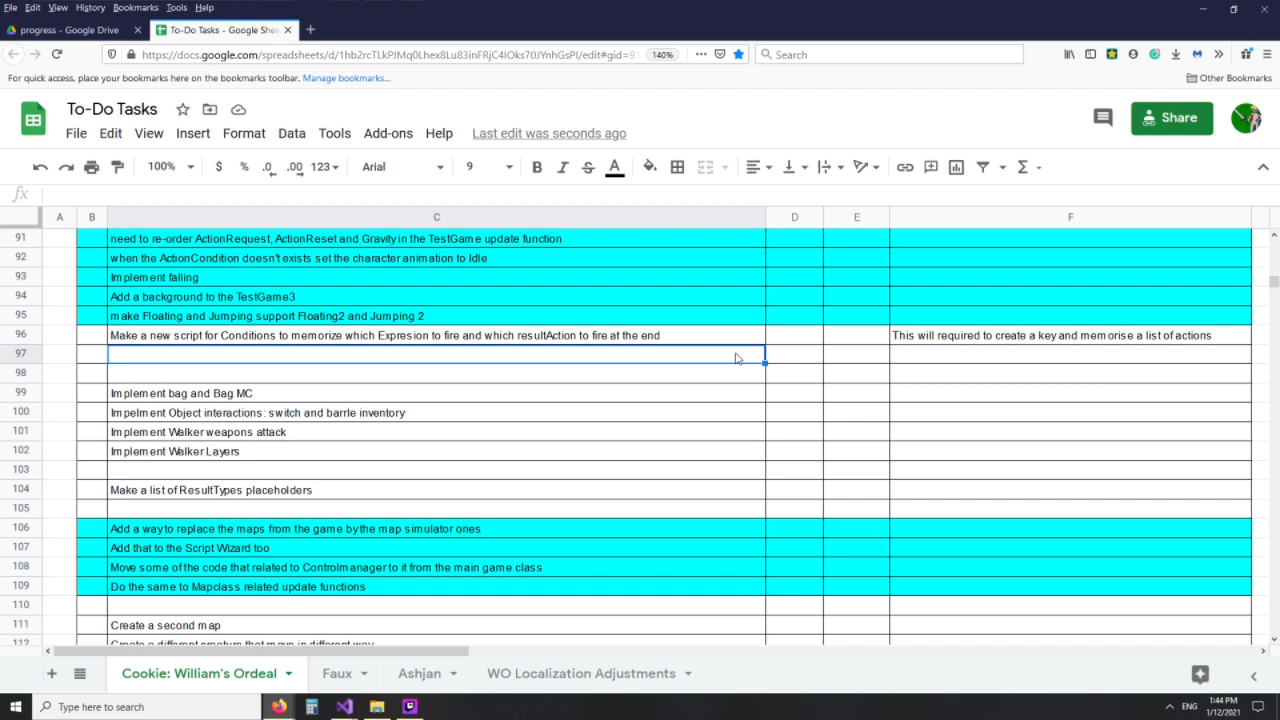 File Edit View History Bookmarks Tools Help
progress - Google Drive
To-Do Tasks - Google Shee
https://docs.google.com/spreadsheets/d/1hb2rcTLkPJMq0Lhex8Lu83inFRjC4IOks70JYnhGsPI/edit#gid=91
140%
Search
For quick access, place your bookmarks here on the bookmarks toolbar. Manage bookmarks...
Other Bookmarks
To-Do Tasks
Share
File Edit View Insert Format Data Tools Add-ons Help Last edit was seconds ago
100% $ % .0 .00 123 Arial 9 B I S A
fx
A B C D E F
91 need to re-order ActionRequest, ActionReset and Gravity in the TestGame update function
92 when the ActionCondition doesn't exists set the character animation to Idle
93 Implement falling
94 Add a background to the TestGame3
95 make Floating and Jumping support Floating2 and Jumping 2
96 Make a new script for Conditions to memorize which Expresion to fire and which resultAction to fire at the end This will required to create a key and memorise a list of actions
97
98
99 Implement bag and Bag MC
100 Impelment Object interactions: switch and barrle inventory
101 Implement Walker weapons attack
102 Implement Walker Layers
103
104 Make a list of ResultTypes placeholders
105
106 Add a way to replace the maps from the game by the map simulator ones
107 Add that to the Script Wizard too
108 Move some of the code that related to Controlmanager to it from the main game class
109 Do the same to Mapclass related update functions
110
111 Create a second map
112 Create a different creature that move in different way
Cookie: William's Ordeal Faux Ashjan WO Localization Adjustments
Type here to search
ENG
1:44 PM
1/12/2021